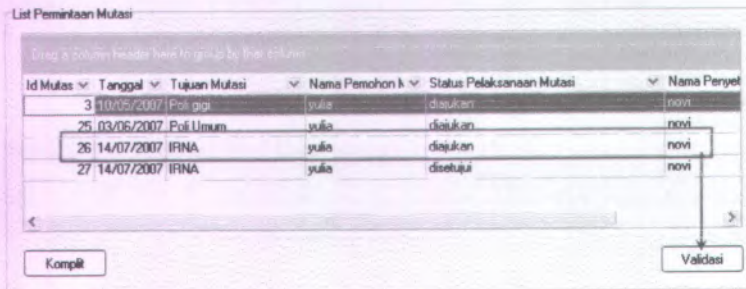 List Permintaan Mutasi
Drag a column header here to group by that column
Id Mutas Tanggal Tujuan Mutasi Nama Pemohon M Status Pelaksanaan Mutasi Nama Penyet
3 10/05/2007 Poli gigi yulia diajukan novi
25 03/06/2007 Poli Umum yulia diajukan novi
26 14/07/2007 IRNA yulia diajukan novi
27 14/07/2007 IRNA yulia disetujui novi
Komplit Validasi